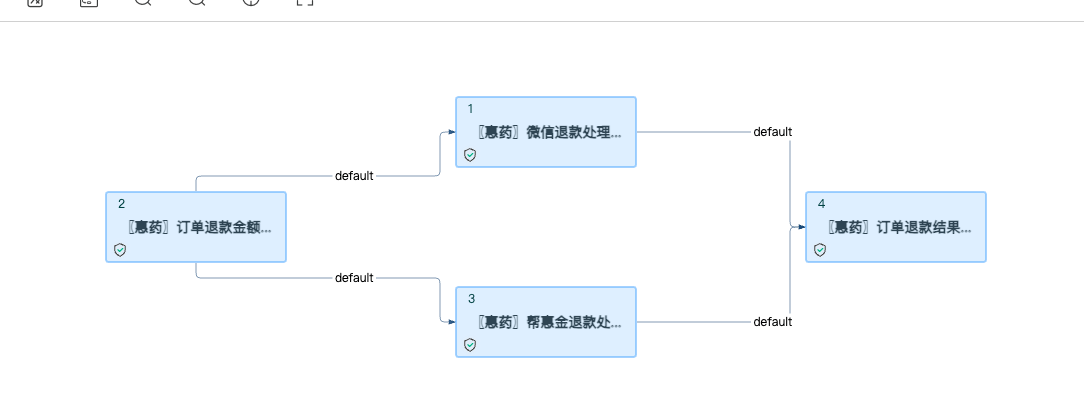 1
〖惠药〗微信退款处理...
default
default
2
〖惠药〗订单退款金额...
4
〖惠药〗订单退款结果...
default
3
〖惠药〗帮惠金退款处...
default